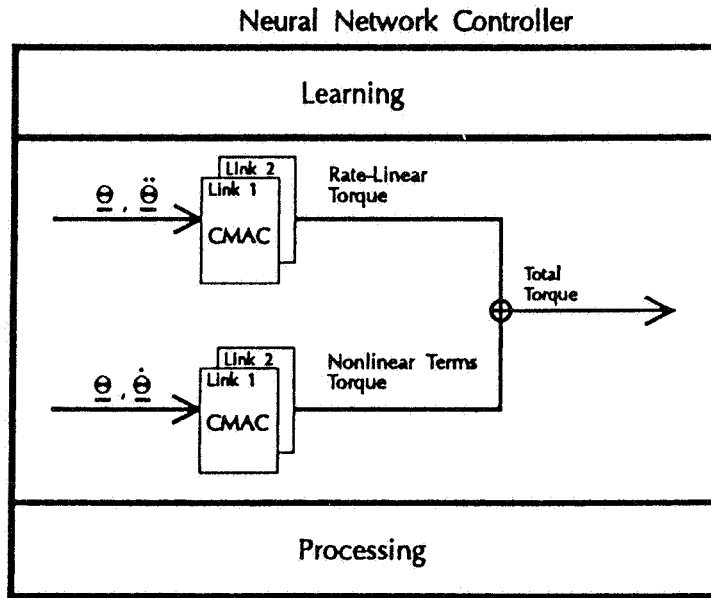 Neural Network Controller
Learning
Θ, Θ̈
Link 2
Link 1
CMAC
Rate-Linear
Torque
Total
Torque
Θ, Θ̇
Link 2
Link 1
CMAC
Nonlinear Terms
Torque
Processing